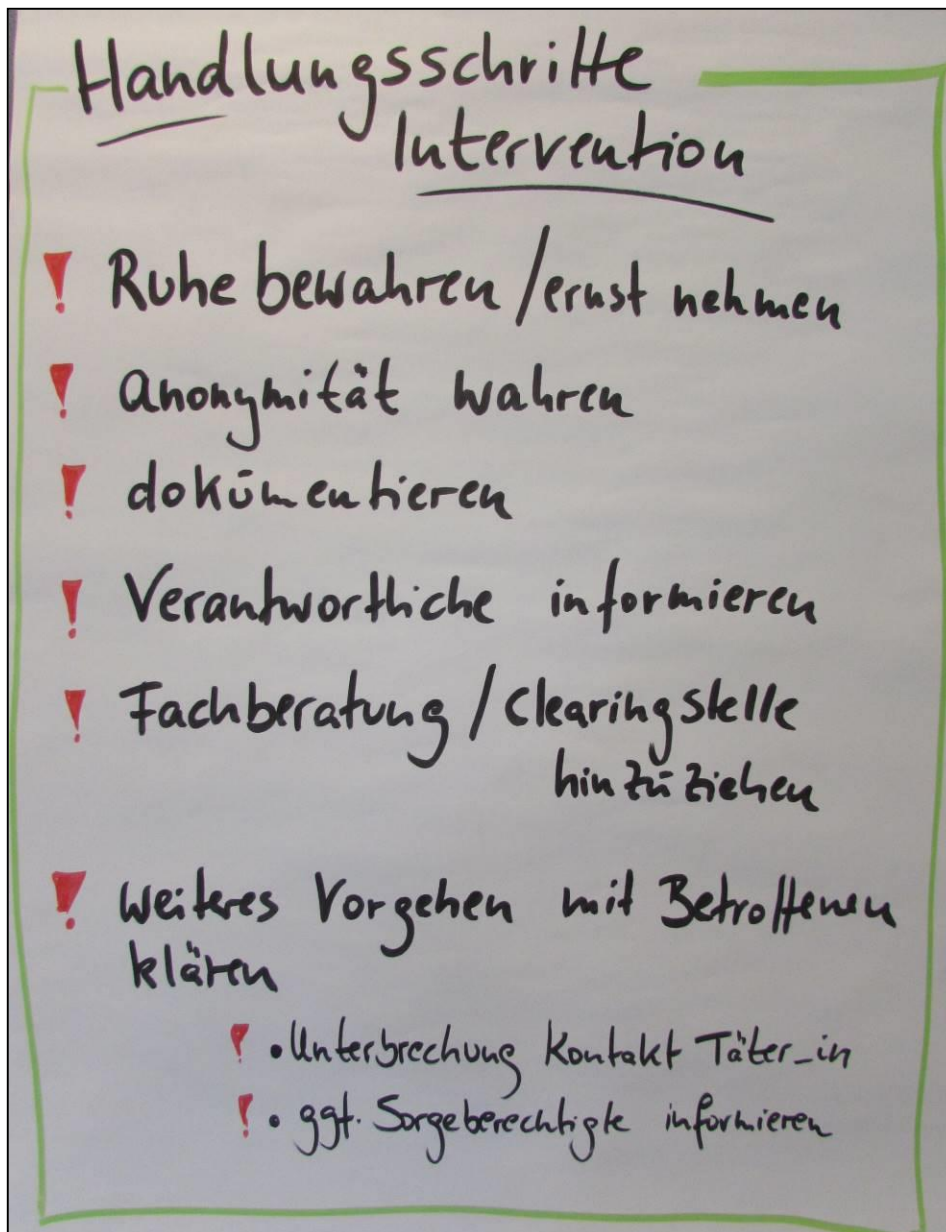 Handlungsschritte
Intervention
! Ruhe bewahren / ernst nehmen
! Anonymität wahren
! dokumentieren
! Verantwortliche informieren
! Fachberatung / Clearingstelle
hinzuziehen
! weiteres Vorgehen mit Betroffenen
klären
! • Unterbrechung Kontakt Täter_in
! • ggf. Sorgeberechtigte informieren